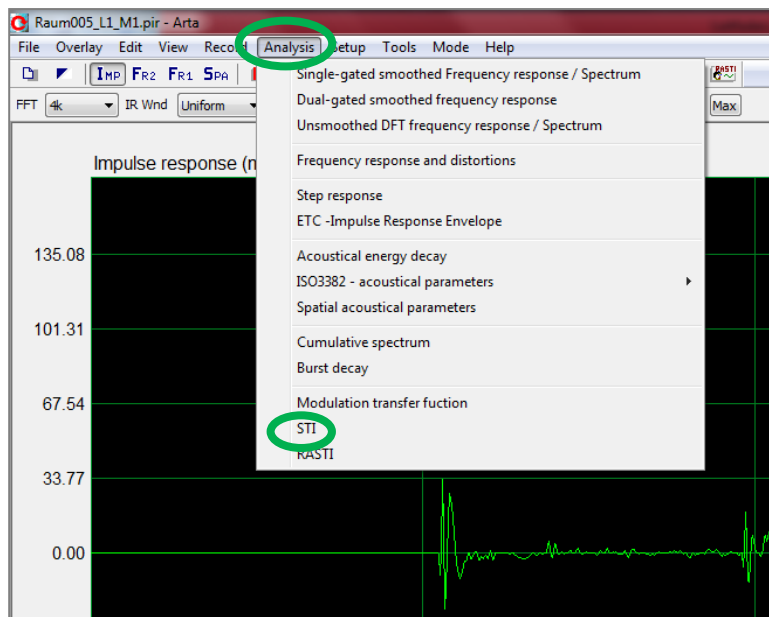 Raum005_L1_M1.pir - Arta
File Overlay Edit View Record Analysis Setup Tools Mode Help
IMP FR2 FR1 SPA RASTI
FFT 4k IR Wnd Uniform Max
Single-gated smoothed Frequency response / Spectrum
Dual-gated smoothed frequency response
Unsmoothed DFT frequency response / Spectrum
Frequency response and distortions
Step response
ETC -Impulse Response Envelope
Acoustical energy decay
ISO3382 - acoustical parameters
Spatial acoustical parameters
Cumulative spectrum
Burst decay
Modulation transfer fuction
STI
RASTI
Impulse response
135.08
101.31
67.54
33.77
0.00